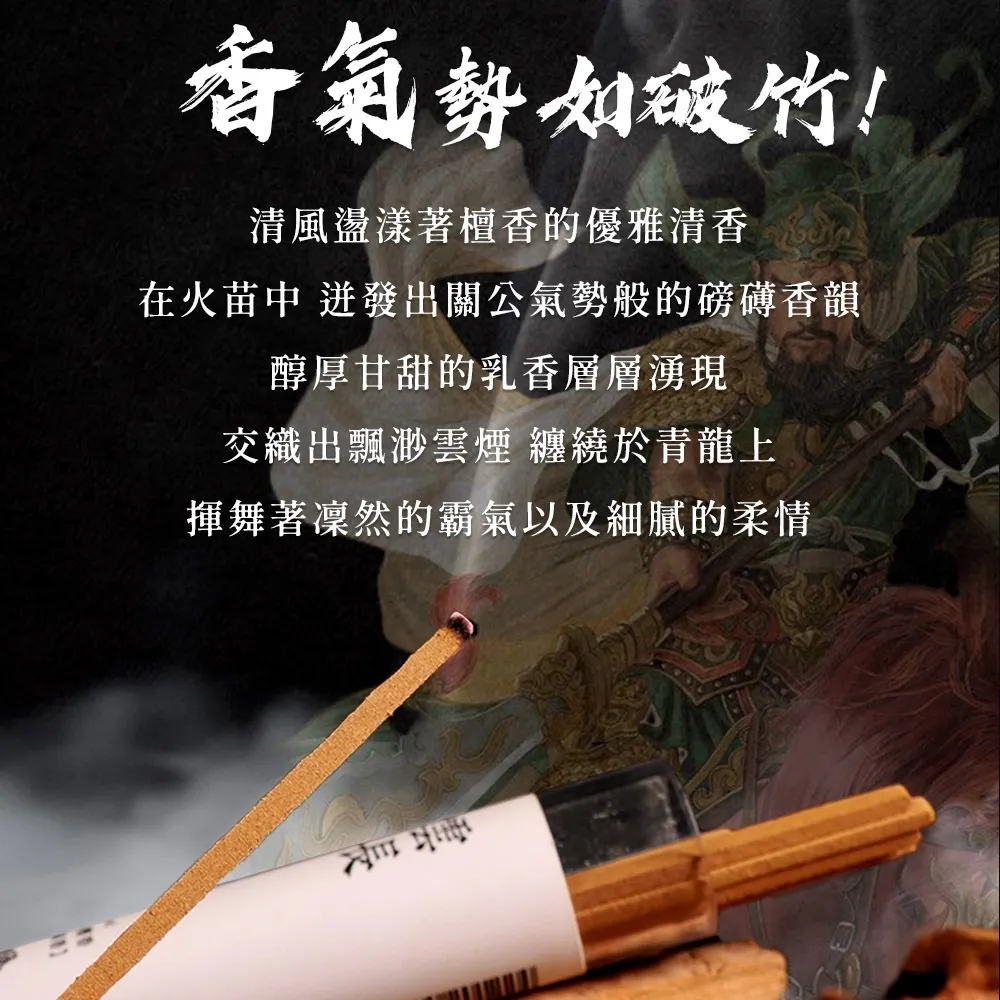 香氣勢如破竹!
清風盪漾著檀香的優雅清香
在火苗中 迸發出關公氣勢般的磅礡香韻
醇厚甘甜的乳香層層湧現
交織出飄渺雲煙 纏繞於青龍上
揮舞著凜然的霸氣以及細膩的柔情
雲長